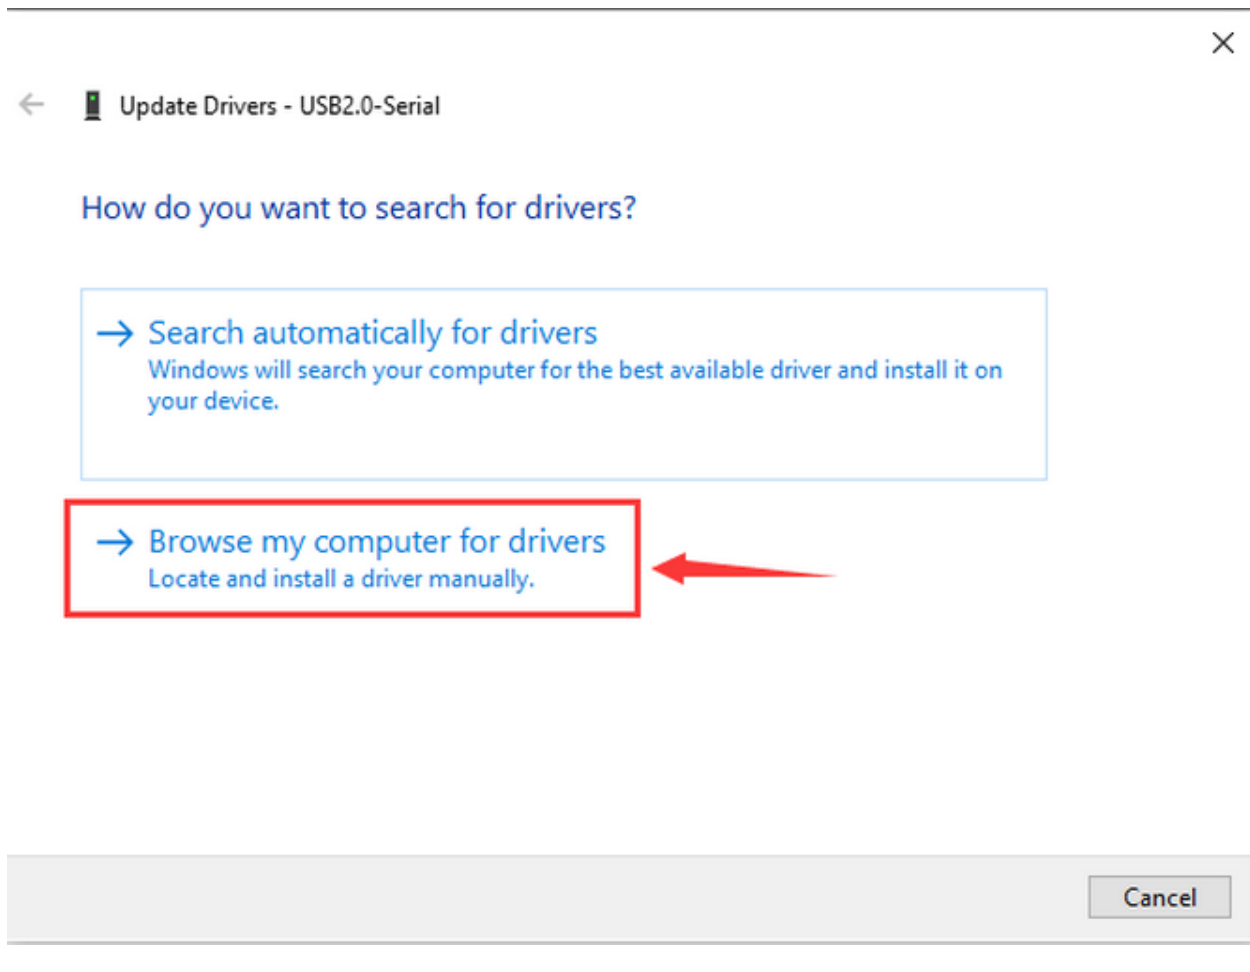 Update Drivers - USB2.0-Serial
How do you want to search for drivers?
Search automatically for drivers
Windows will search your computer for the best available driver and install it on
your device.
Browse my computer for drivers
Locate and install a driver manually.
Cancel